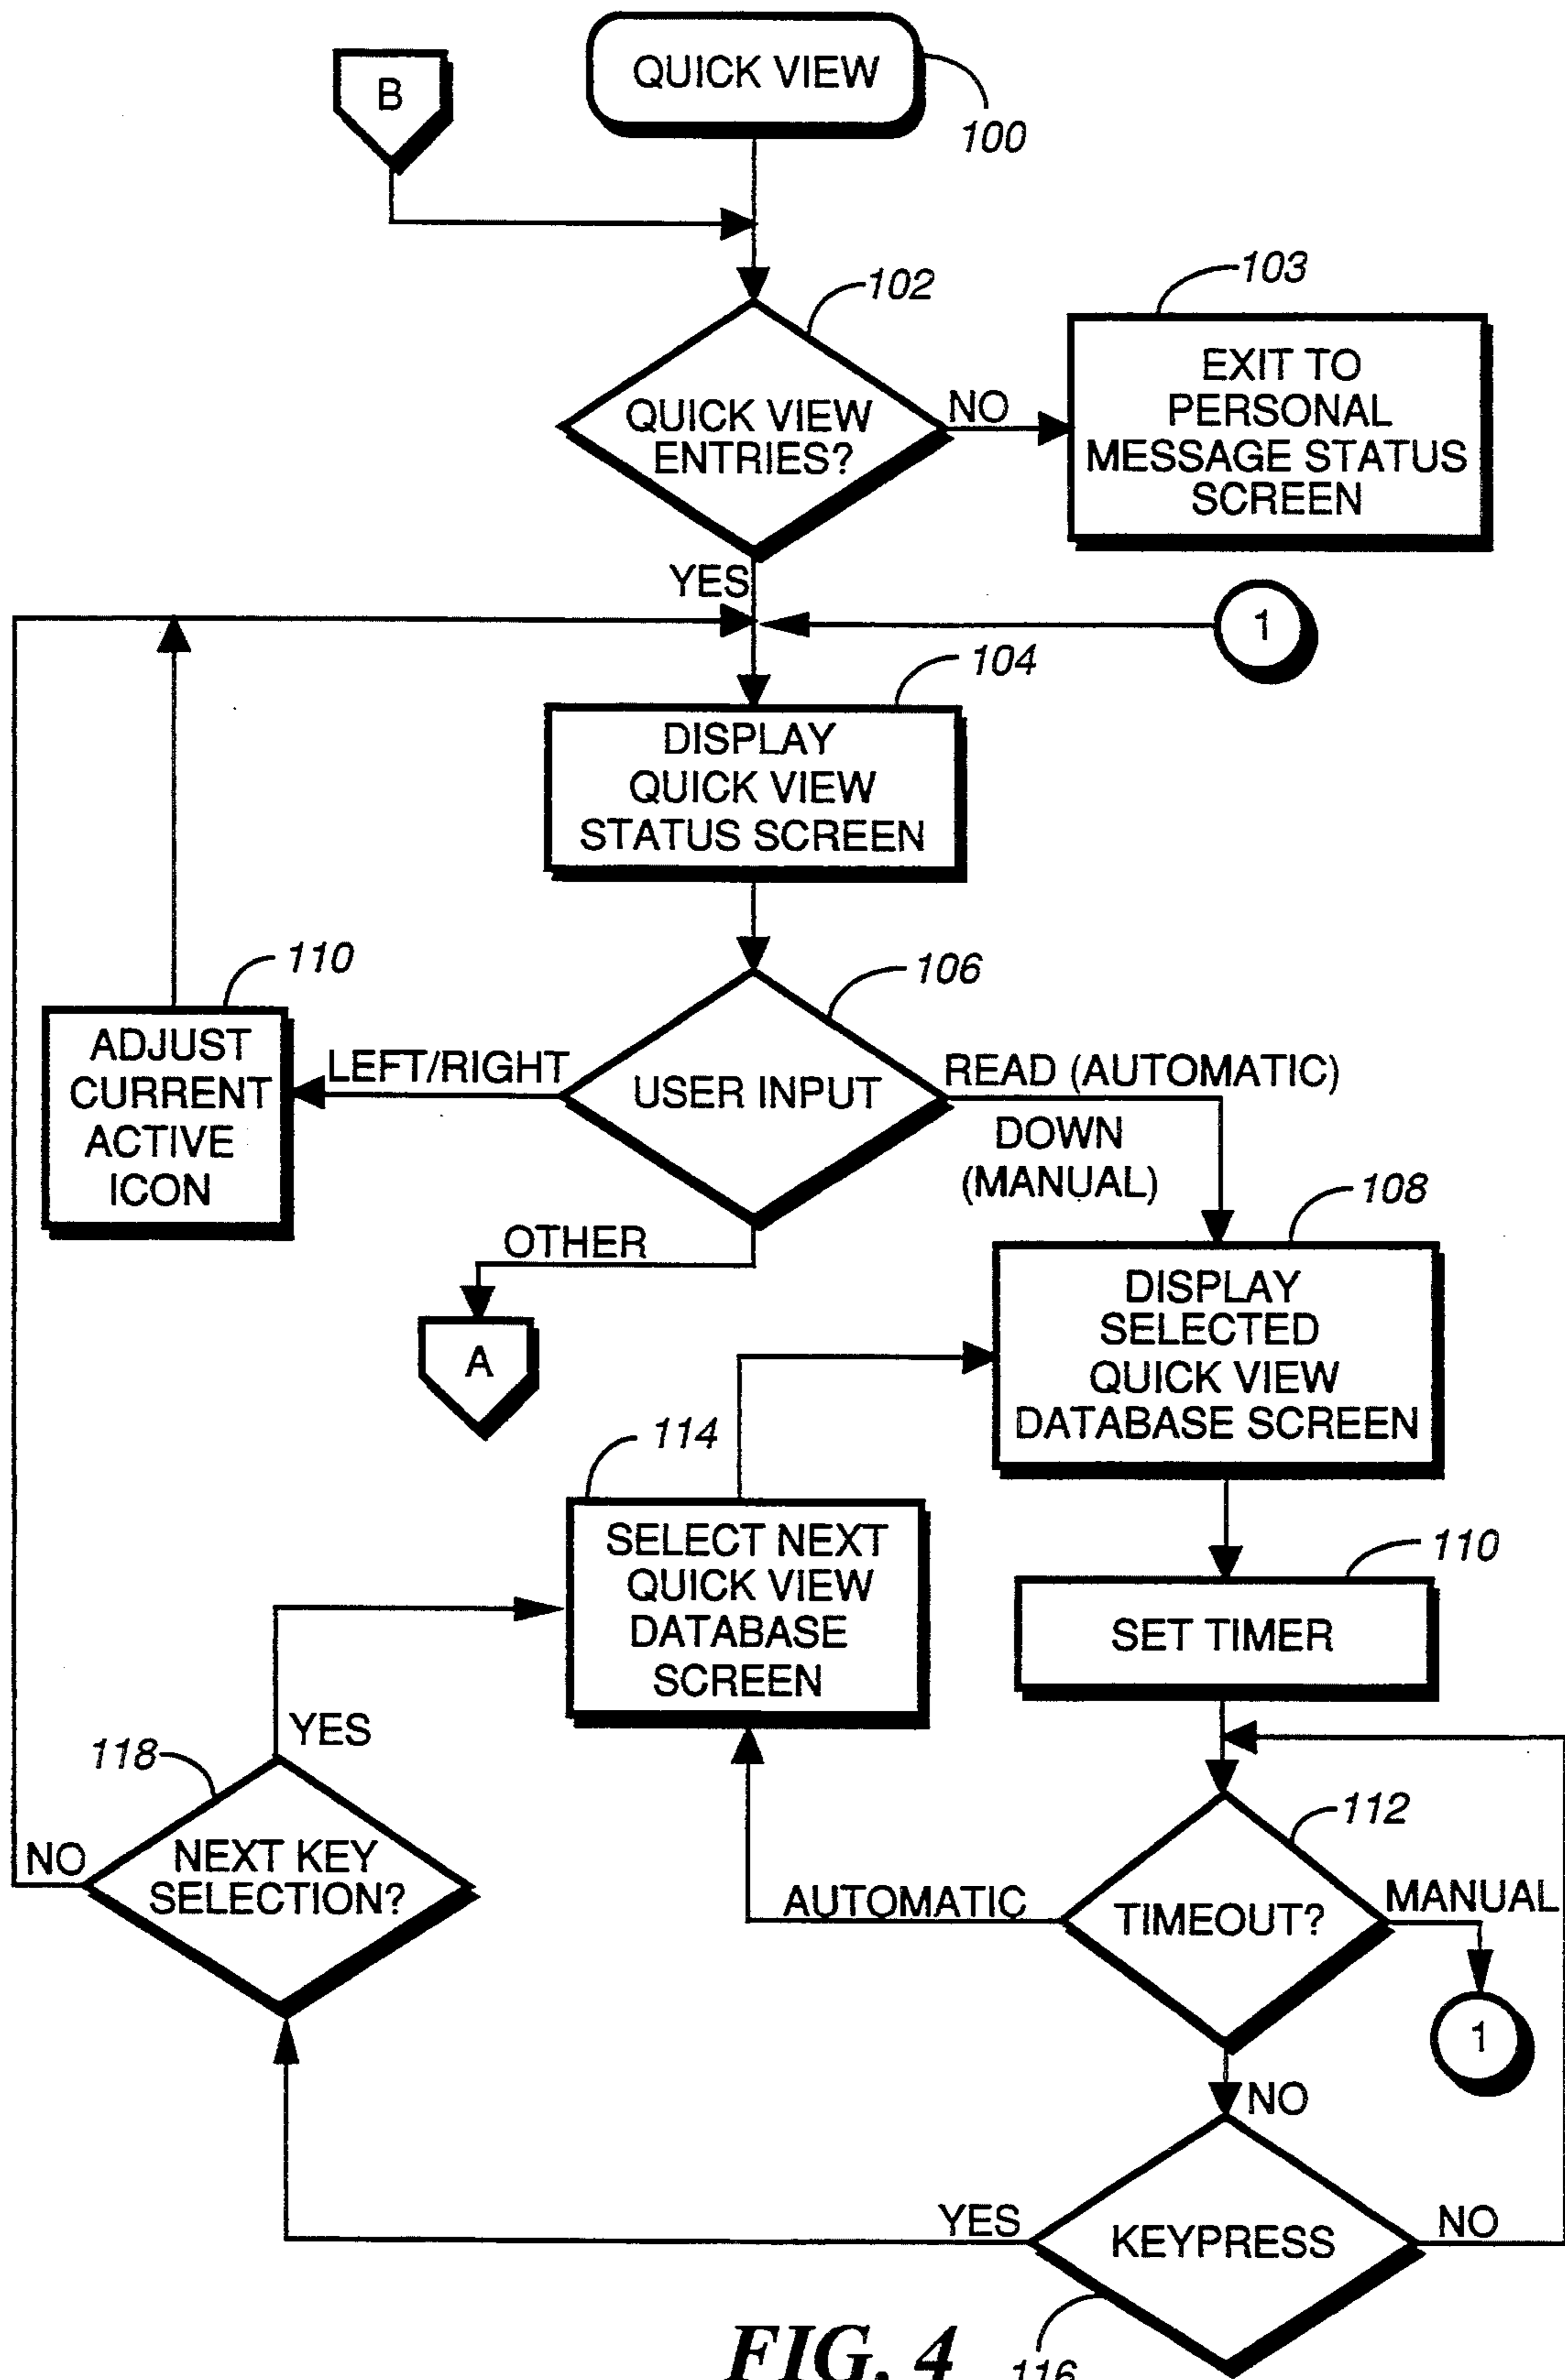 B
QUICK VIEW
100
102
103
QUICK VIEW
ENTRIES?
NO
EXIT TO
PERSONAL
MESSAGE STATUS
SCREEN
YES
1
104
DISPLAY
QUICK VIEW
STATUS SCREEN
110
106
ADJUST
CURRENT
ACTIVE
ICON
LEFT/RIGHT
USER INPUT
READ (AUTOMATIC)
DOWN
(MANUAL)
108
OTHER
A
DISPLAY
SELECTED
QUICK VIEW
DATABASE SCREEN
114
SELECT NEXT
QUICK VIEW
DATABASE
SCREEN
110
SET TIMER
YES
118
NO
NEXT KEY
SELECTION?
112
AUTOMATIC
TIMEOUT?
MANUAL
1
NO
YES
KEYPRESS
NO
FIG. 4
116